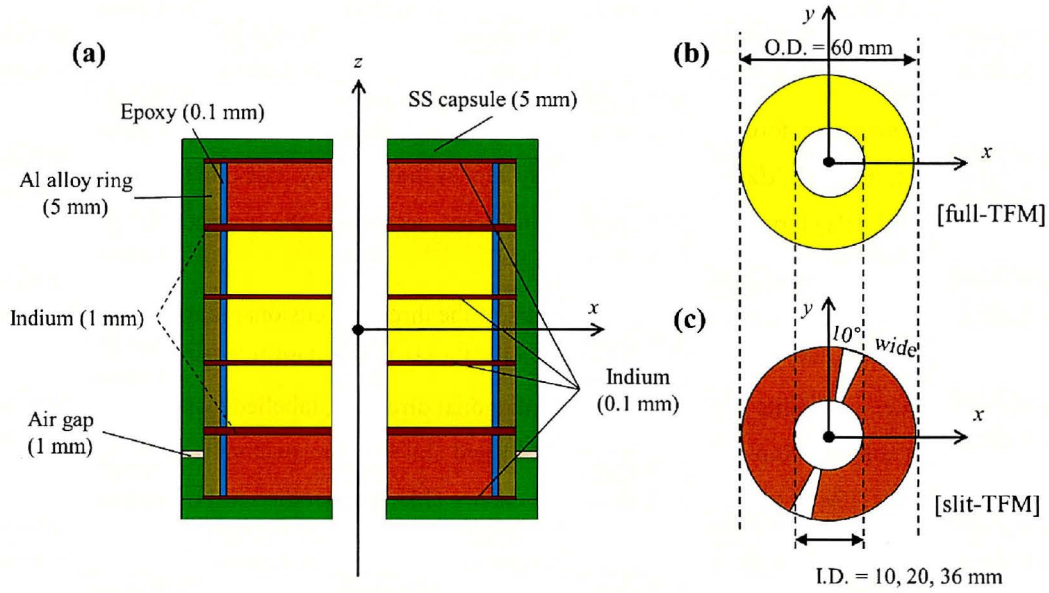 (a)
z
Epoxy (0.1 mm)
SS capsule (5 mm)
Al alloy ring
(5 mm)
Indium (1 mm)
x
Air gap
(1 mm)
Indium
(0.1 mm)
(b)
y
O.D. = 60 mm
x
[full-TFM]
(c)
y
10° wide
x
[slit-TFM]
I.D. = 10, 20, 36 mm